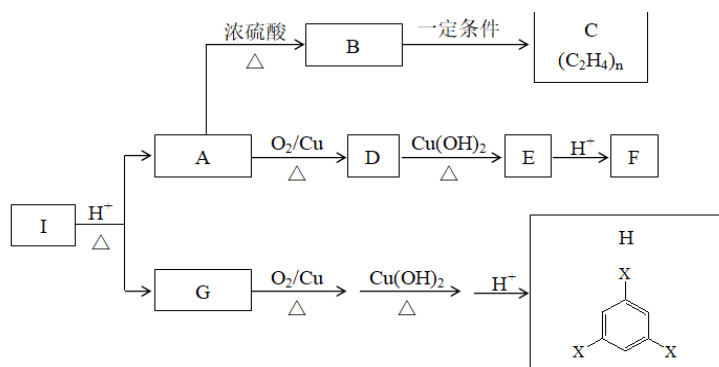 浓硫酸
△
B
一定条件
C
(C₂H₄)ₙ
A
O₂/Cu
△
D
Cu(OH)₂
△
E
H⁺
F
I
H⁺
△
G
O₂/Cu
△
Cu(OH)₂
△
H⁺
H
X
X
X